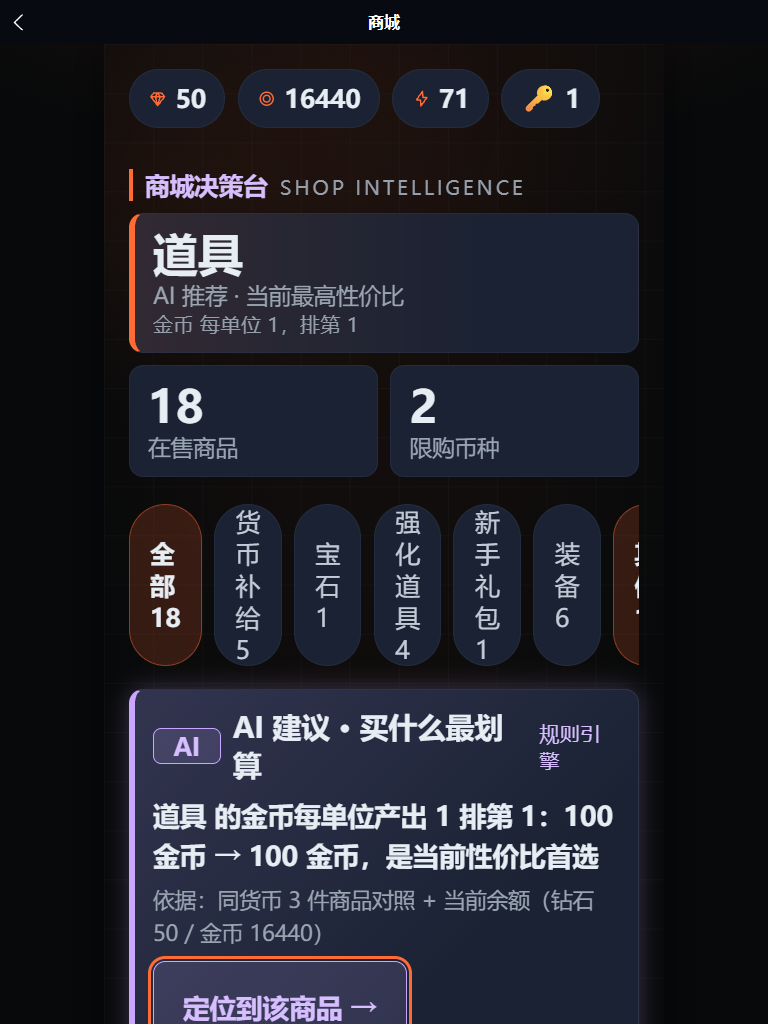 商城
50
16440
71
1
商城决策台 SHOP INTELLIGENCE
道具
AI 推荐 · 当前最高性价比
金币 每单位 1，排第 1
18
在售商品
2
限购币种
全部
18
货币补给
5
宝石
1
强化道具
4
新手礼包
1
装备
6
AI
AI 建议 • 买什么最划
算
规则引
擎
道具 的金币每单位产出 1 排第 1：100
金币 → 100 金币，是当前性价比首选
依据：同货币 3 件商品对照 + 当前余额（钻石
50 / 金币 16440）
定位到该商品 →